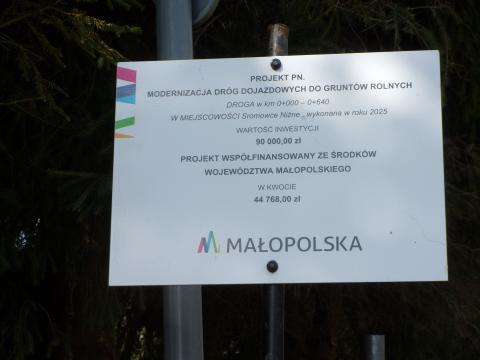 PROJEKT PN.
MODERNIZACJA DRÓG DOJAZDOWYCH DO GRUNTÓW ROLNYCH
DROGA w km 0+000 – 0+640
W MIEJSCOWOŚCI Sromowce Niżne , wykonana w roku 2025
WARTOŚĆ INWESTYCJI
90 000,00 zł
PROJEKT WSPÓŁFINANSOWANY ZE ŚRODKÓW
WOJEWÓDZTWA MAŁOPOLSKIEGO
W KWOCIE
44 768,00 zł
MAŁOPOLSKA